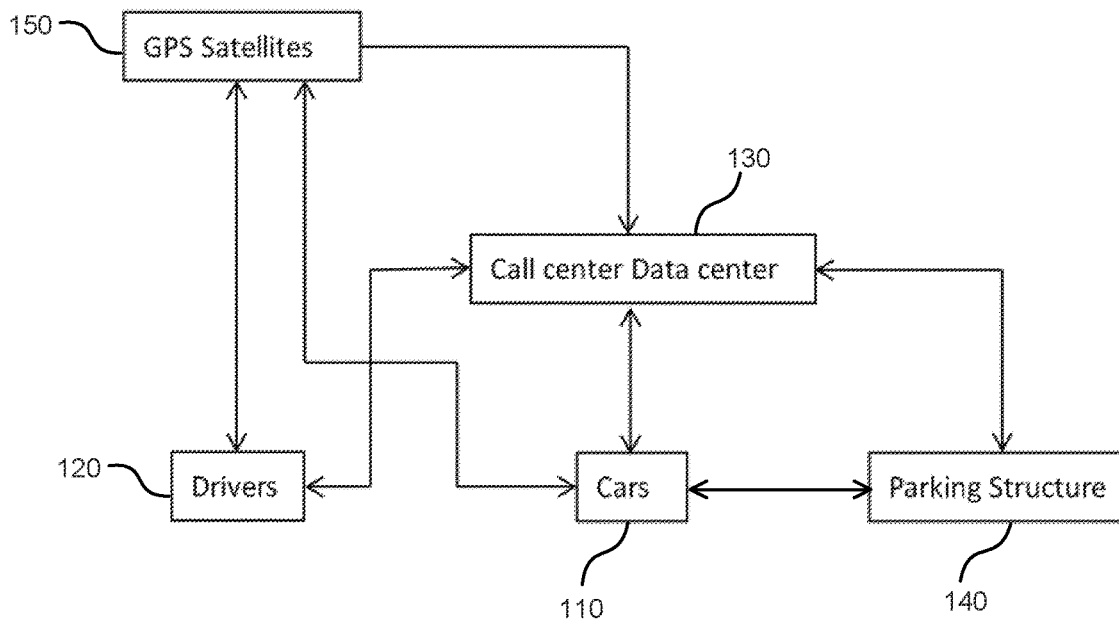 150
GPS Satellites
130
Call center Data center
120
Drivers
Cars
Parking Structure
110
140